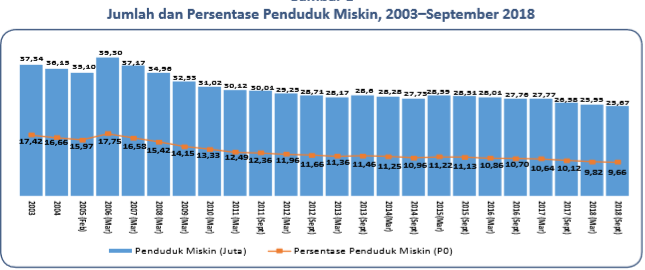 Jumlah dan Persentase Penduduk Miskin, 2003–September 2018
37,34 36,15 35,10 39,30 37,17 34,96 32,53 31,02 30,12 30,01 29,25 28,71 28,17 28,6 28,28 27,73 28,59 28,51 28,01 27,76 27,77 26,58 25,95 25,67
17,42 16,66 15,97 17,75 16,58 15,42 14,15 13,33 12,49 12,36 11,96 11,66 11,36 11,46 11,25 10,96 11,22 11,13 10,86 10,70 10,64 10,12 9,82 9,66
2003 2004 2005 (Feb) 2006 (Mar) 2007 (Mar) 2008 (Mar) 2009 (Mar) 2010 (Mar) 2011 (Mar) 2011 (Sept) 2012 (Mar) 2012 (Sept) 2013 (Mar) 2013 (Sept) 2014(Mar) 2014 (Sept) 2015(Mar) 2015 (Sept) 2016 (Mar) 2016 (Sept) 2017 (Mar) 2017 (Sept) 2018 (Mar) 2018 (Sept)
Penduduk Miskin (Juta) Persentase Penduduk Miskin (P0)